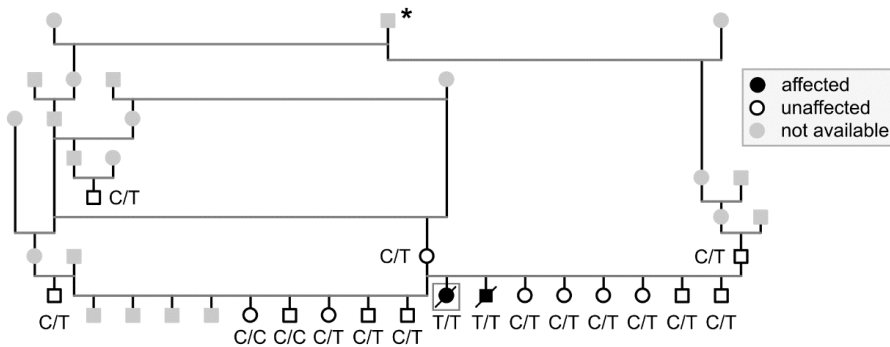 *
affected
unaffected
not available
C/T
C/T
C/T
C/T
C/C
C/C
C/T
C/T
C/T
T/T
T/T
C/T
C/T
C/T
C/T
C/T
C/T